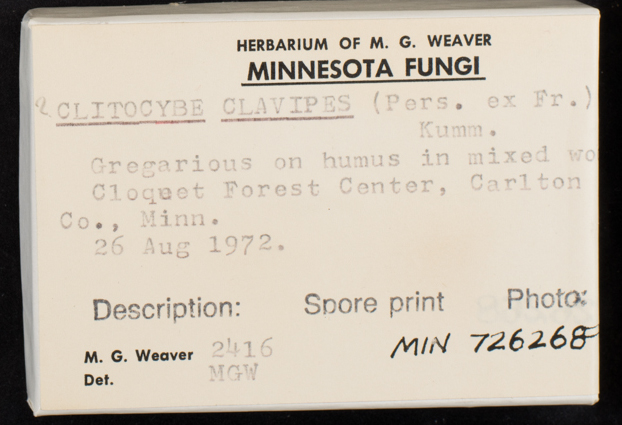 HERBARIUM OF M. G. WEAVER
MINNESOTA FUNGI
CLITOCYBE CLAVIPES (Pers. ex Fr.)
Kumm.
Gregarious on humus in mixed wo
Cloquet Forest Center, Carlton
Co., Minn.
26 Aug 1972.
Description: Spore print Photo:
M. G. Weaver 2416
MIN 726268
Det. MGW